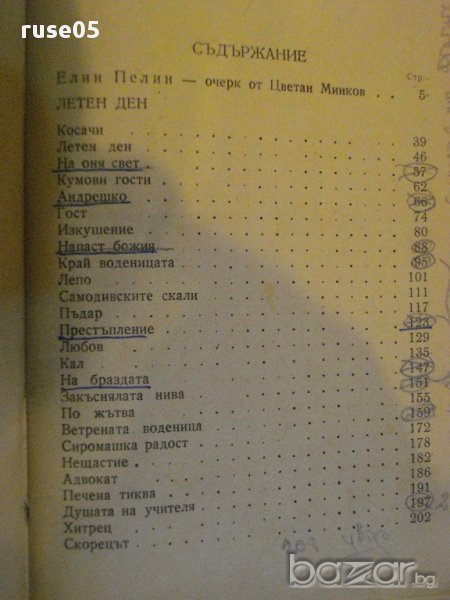 ruse05
СЪДЪРЖАНИЕ
Стр.
Елин Пелин — очерк от Цветан Минков . . 5
ЛЕТЕН ДЕН
Косачи 39
Летен ден 46
На оня свет 57
Кумови гости 62
Андрешко 66
Гост 74
Изкушение 80
Напаст божия 88
Край воденицата 95
Лепо 101
Самодивските скали 111
Пъдар 117
Престъпление 123
Любов 129
Кал 135
На браздата 147
Закъснялата нива 151
По жътва 155
Ветрената воденица 159
Сиромашка радост 172
Нещастие 178
Адвокат 182
Печена тиква 186
Душата на учителя 191
Хитрец 197
Скорецът 202
bazar.bg